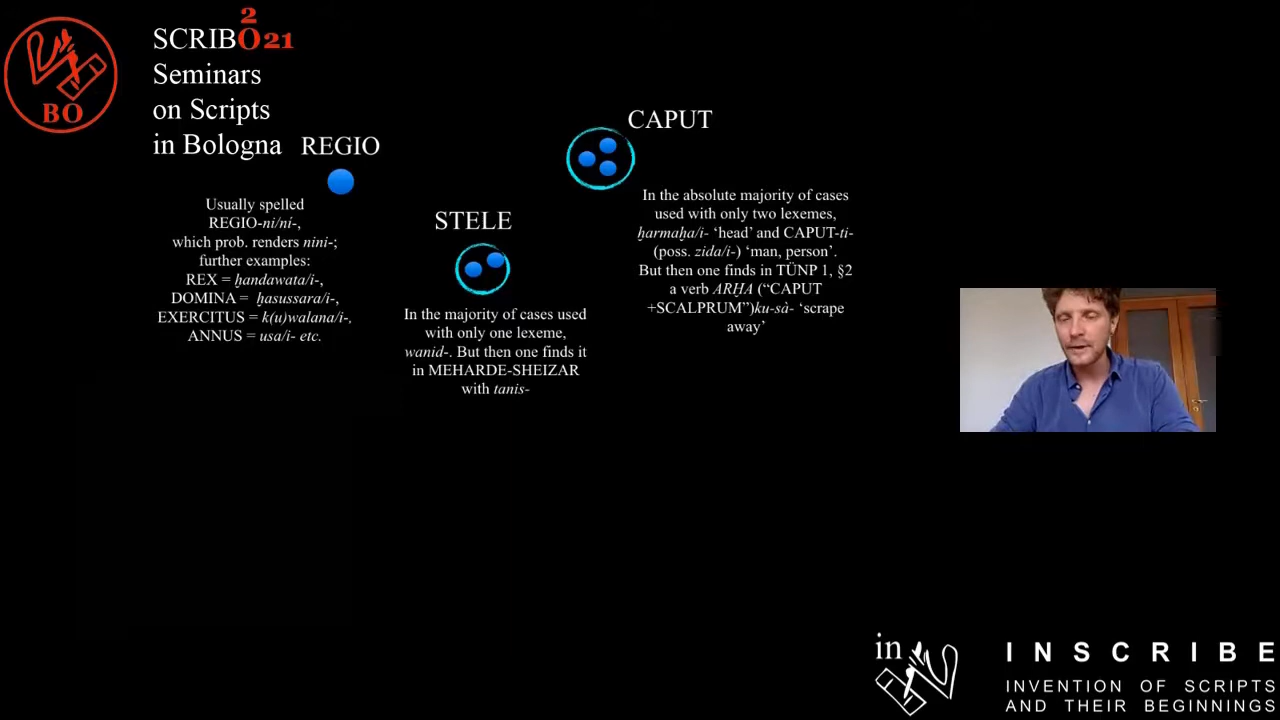 SCRIBO21
2
Seminars
on Scripts
in Bologna
BO
REGIO
Usually spelled
REGIO-ni/ní-,
which prob. renders nini-;
further examples:
REX = ḫandawata/i-,
DOMINA = ḫasussara/i-,
EXERCITUS = k(u)walana/i-,
ANNUS = usa/i- etc.
STELE
In the majority of cases used
with only one lexeme,
wanid-. But then one finds it
in MEHARDE-SHEIZAR
with tanis-
CAPUT
In the absolute majority of cases
used with only two lexemes,
ḫarmaḫa/i- ‘head’ and CAPUT-ti-
(poss. zida/i-) ‘man, person’.
But then one finds in TÜNP 1, §2
a verb ARḪA (“CAPUT
+SCALPRUM”)ku-sà- ‘scrape
away’
in
INSCRIBE
INVENTION OF SCRIPTS
AND THEIR BEGINNINGS